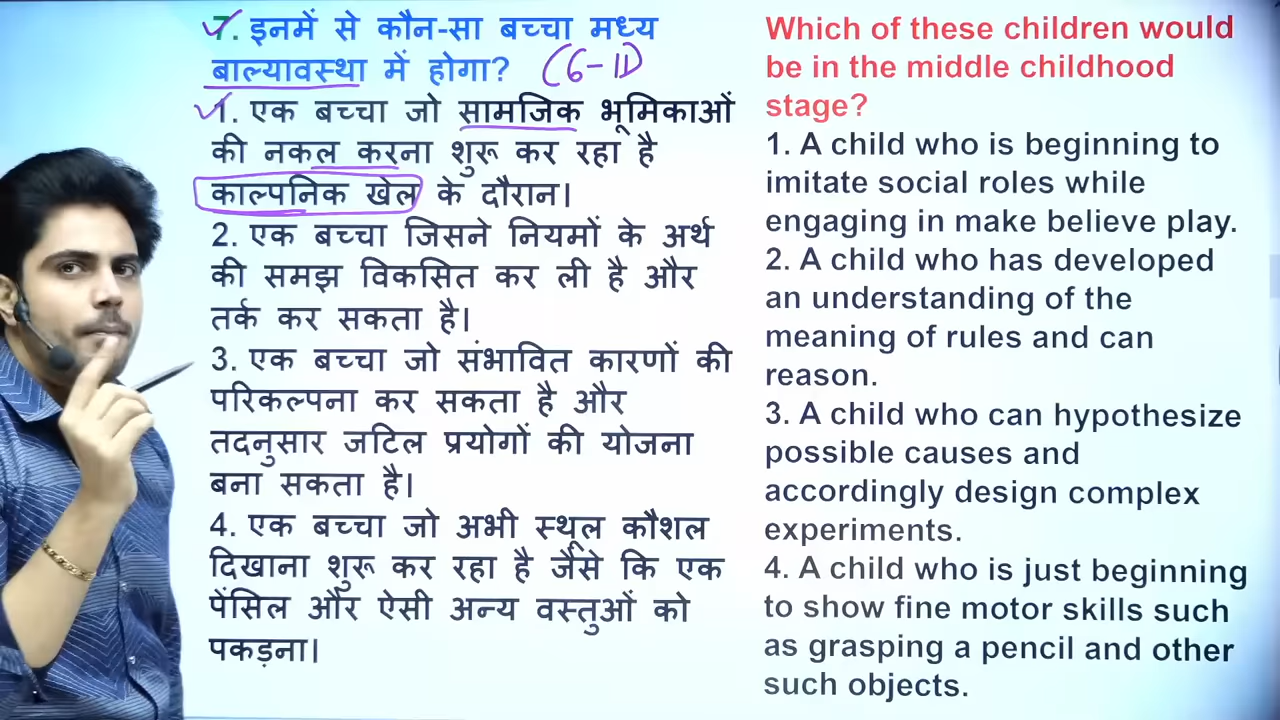 7. इनमें से कौन-सा बच्चा मध्य
बाल्यावस्था में होगा? (6-11)
1. एक बच्चा जो सामजिक भूमिकाओं
की नकल करना शुरू कर रहा है
काल्पनिक खेल के दौरान।
2. एक बच्चा जिसने नियमों के अर्थ
की समझ विकसित कर ली है और
तर्क कर सकता है।
3. एक बच्चा जो संभावित कारणों की
परिकल्पना कर सकता है और
तदनुसार जटिल प्रयोगों की योजना
बना सकता है।
4. एक बच्चा जो अभी स्थूल कौशल
दिखाना शुरू कर रहा है जैसे कि एक
पेंसिल और ऐसी अन्य वस्तुओं को
पकड़ना।
Which of these children would
be in the middle childhood
stage?
1. A child who is beginning to
imitate social roles while
engaging in make believe play.
2. A child who has developed
an understanding of the
meaning of rules and can
reason.
3. A child who can hypothesize
possible causes and
accordingly design complex
experiments.
4. A child who is just beginning
to show fine motor skills such
as grasping a pencil and other
such objects.